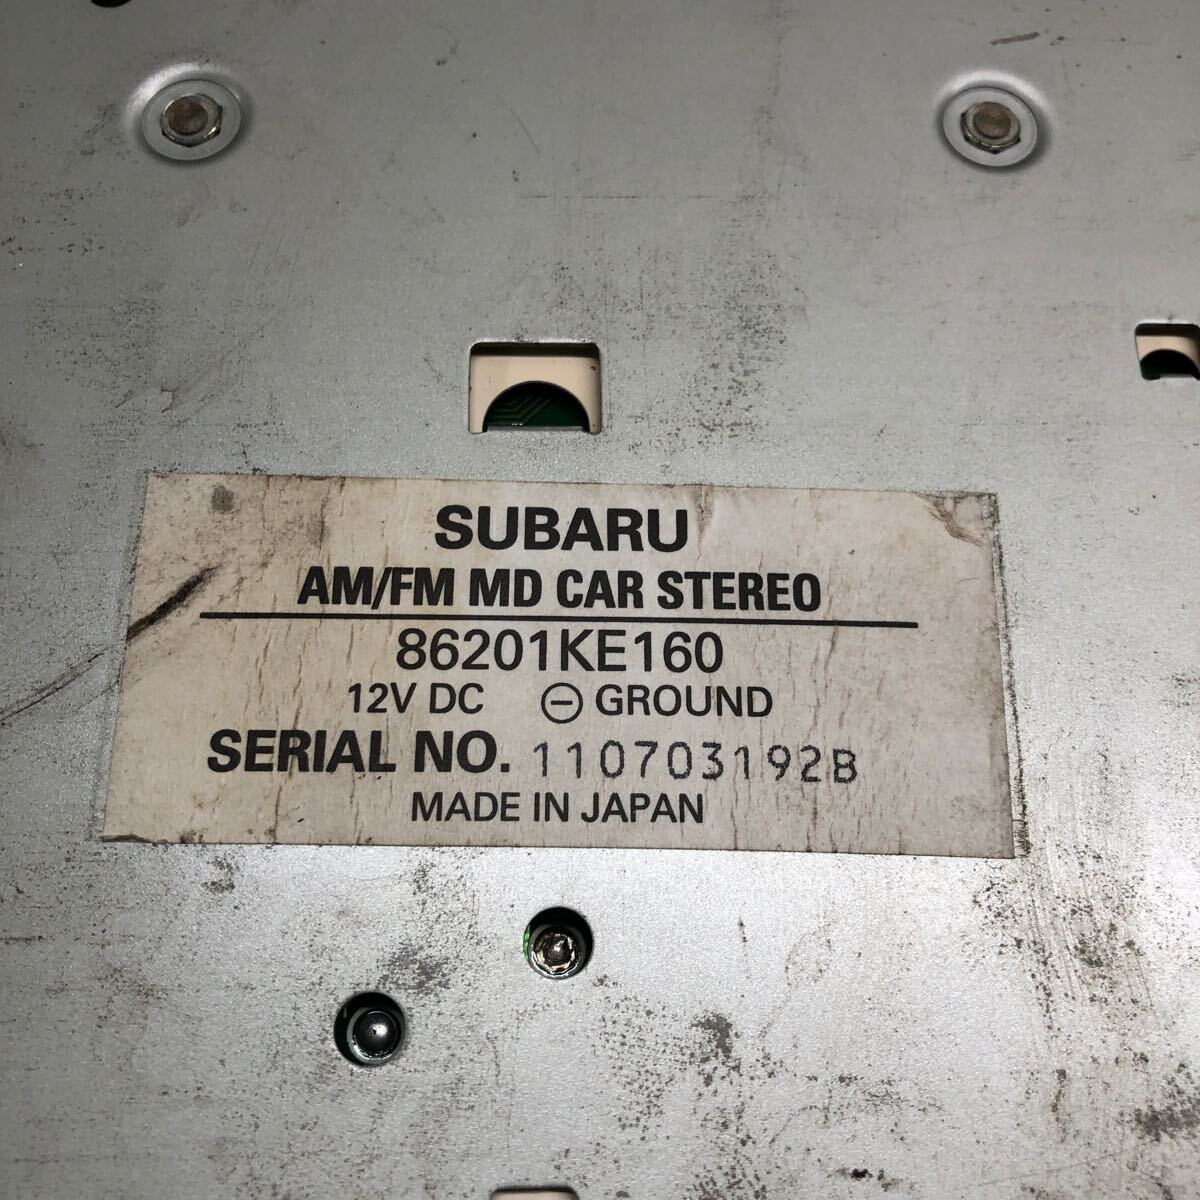 SUBARU
AM/FM MD CAR STEREO
86201KE160
12V DC ⊖ GROUND
SERIAL NO. 110703192B
MADE IN JAPAN